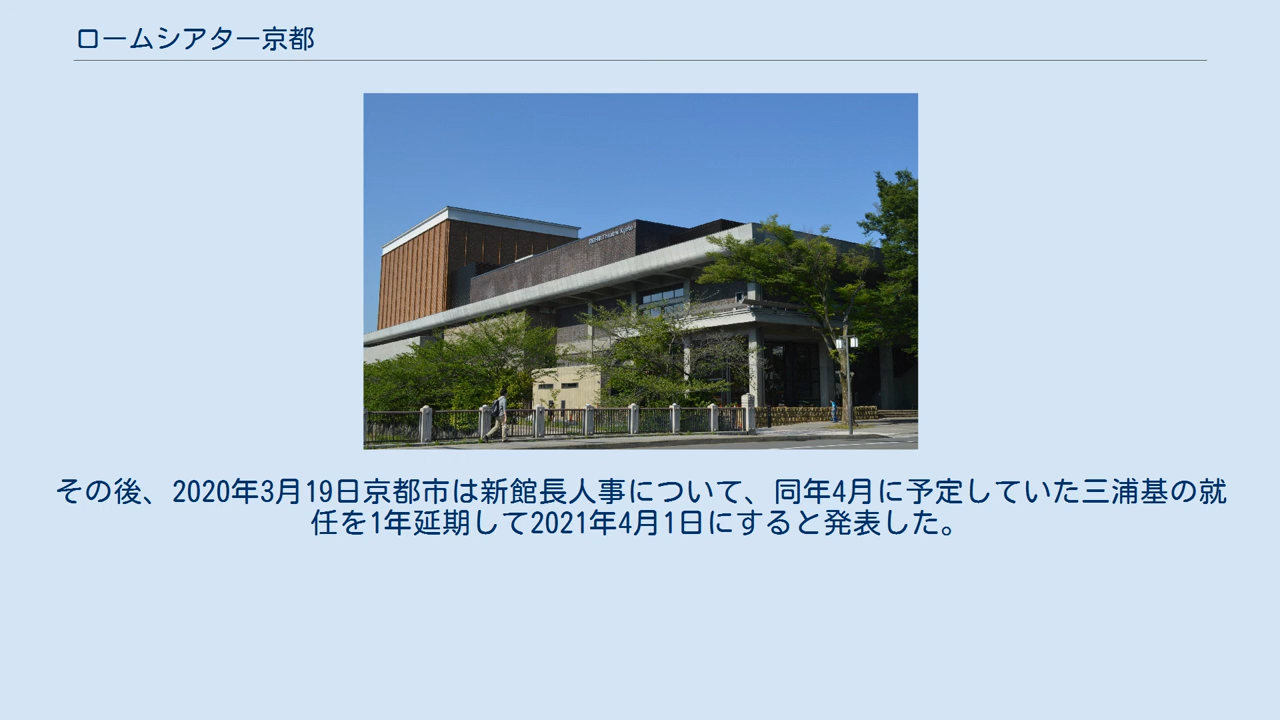 ロームシアター京都
ROHM Theatre Kyoto
その後、2020年3月19日京都市は新館長人事について、同年4月に予定していた三浦基の就
任を1年延期して2021年4月1日にすると発表した。